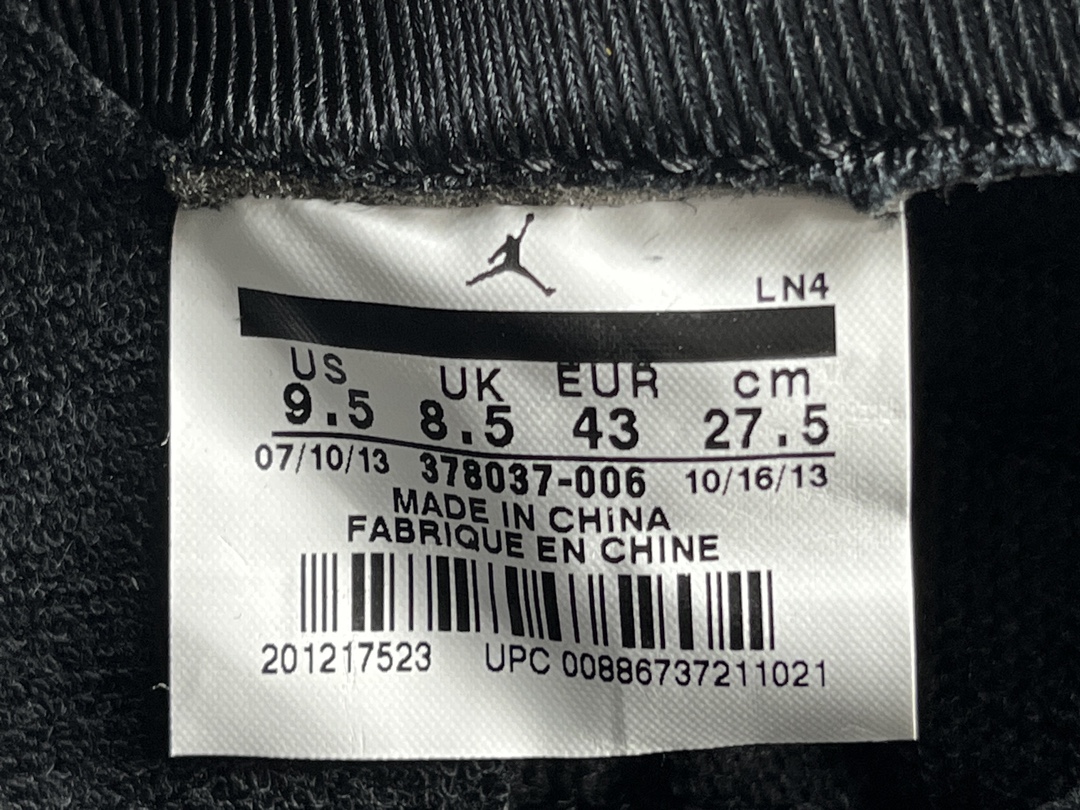 LN4
US UK EUR cm
9.5 8.5 43 27.5
07/10/13 378037-006 10/16/13
MADE IN CHINA
FABRIQUE EN CHINE
201217523 UPC 00886737211021